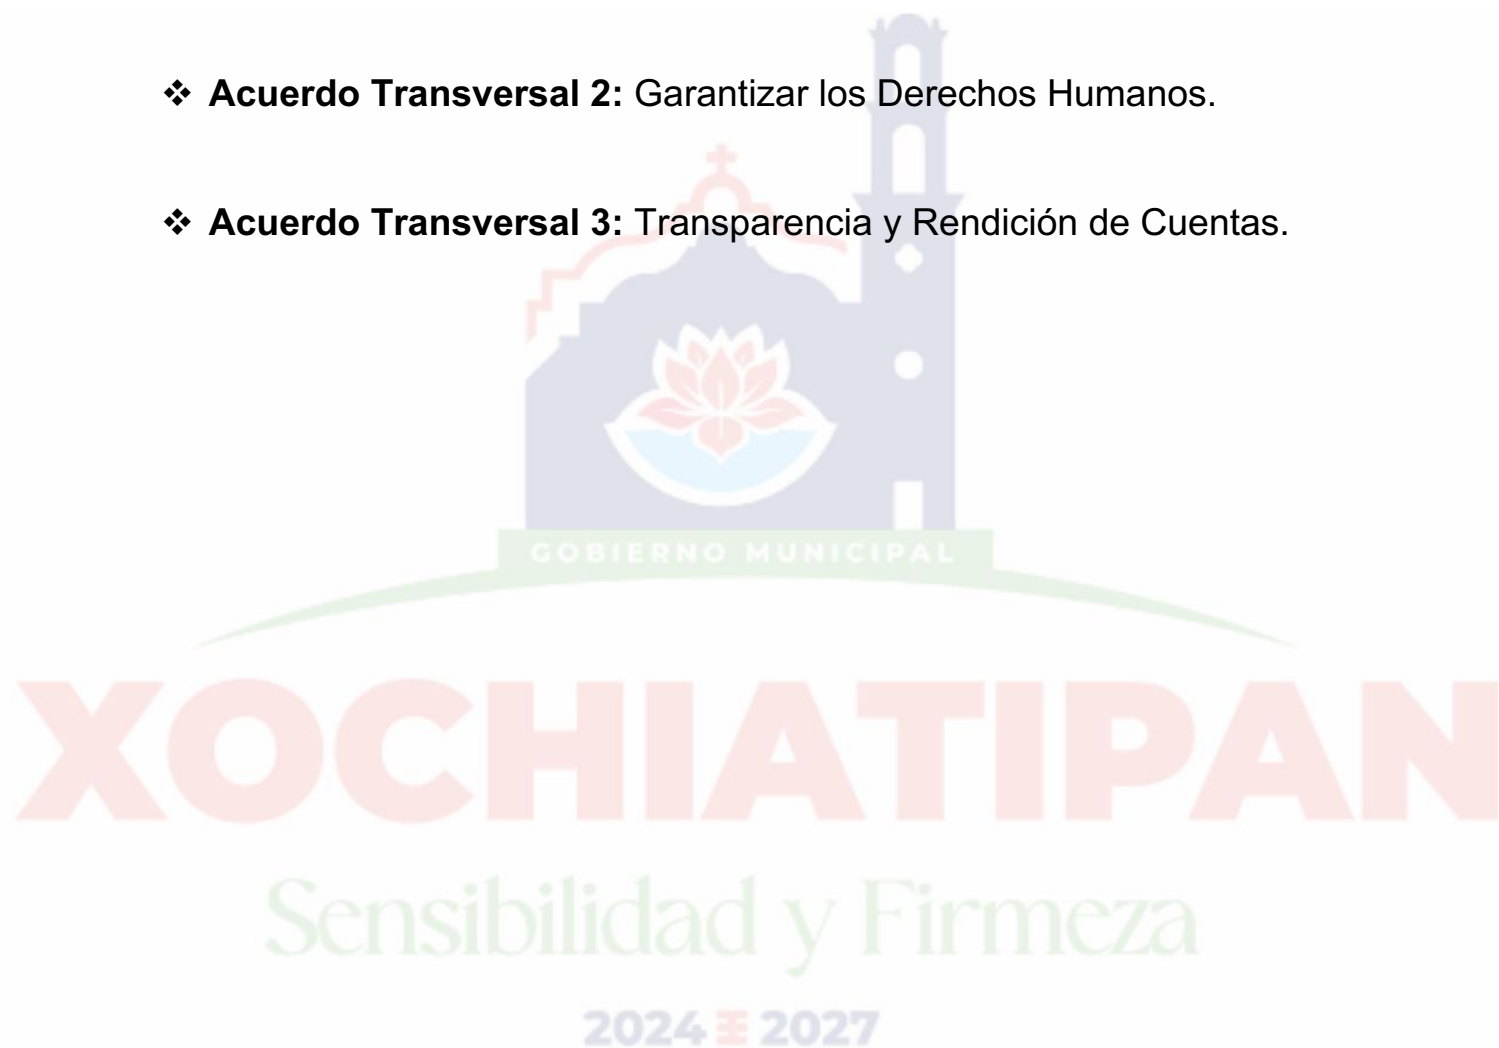 ❖ Acuerdo Transversal 2: Garantizar los Derechos Humanos.
❖ Acuerdo Transversal 3: Transparencia y Rendición de Cuentas.
GOBIERNO MUNICIPAL
XOCHIATIPAN
Sensibilidad y Firmeza
2024 2027